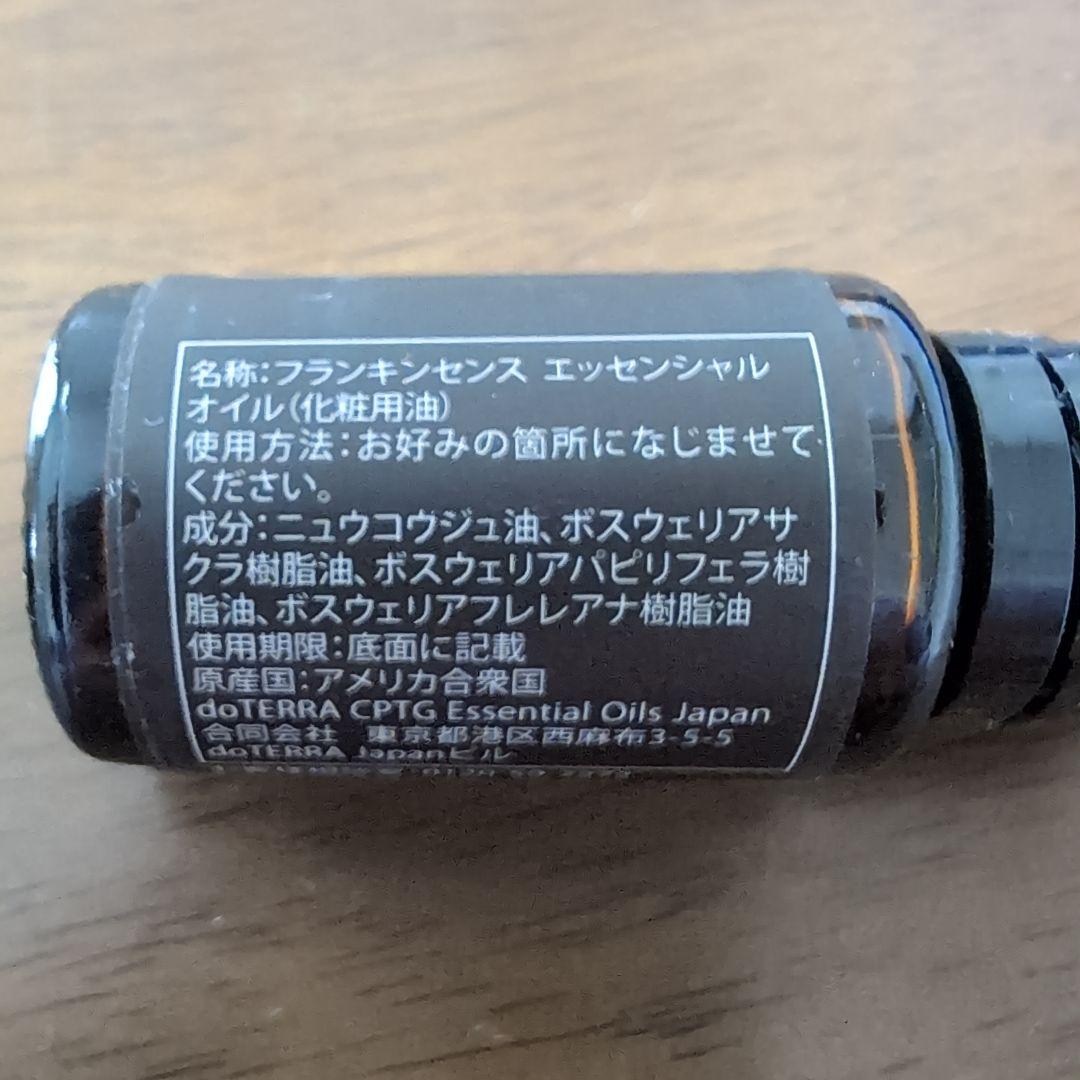 名称：フランキンセンス エッセンシャル
オイル（化粧用油）
使用方法：お好みの箇所になじませて
ください。
成分：ニュウコウジュ油、ボスウェリアサ
クラ樹脂油、ボスウェリアパピリフェラ樹
脂油、ボスウェリアフレレアナ樹脂油
使用期限：底面に記載
原産国：アメリカ合衆国
doTERRA CPTG Essential Oils Japan
合同会社　東京都港区西麻布3-5-5
doTERRA Japanビル